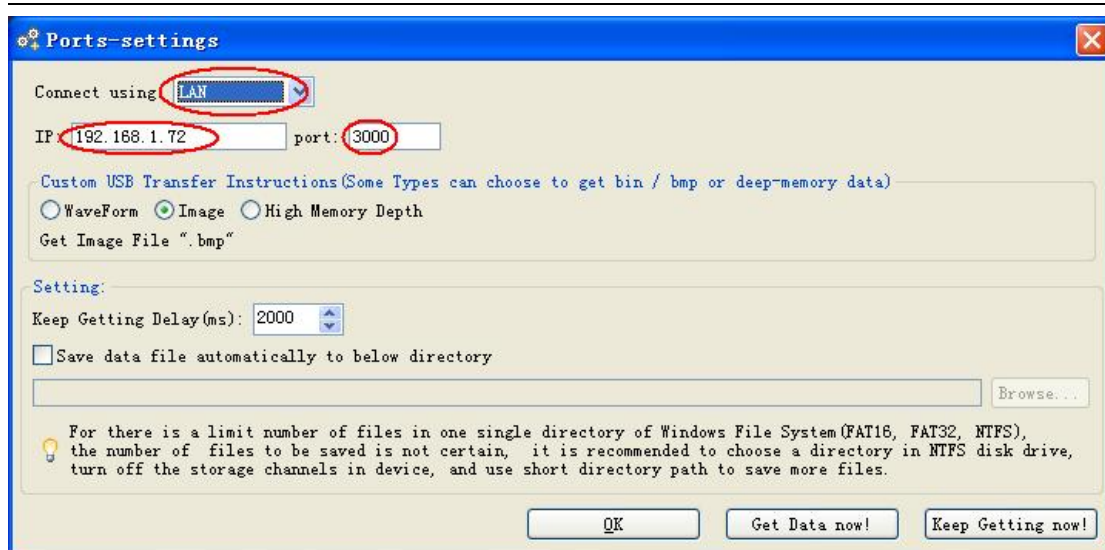 Ports-settings
Connect using LAN
IP: 192.168.1.72 port: 3000
Custom USB Transfer Instructions(Some Types can choose to get bin / bmp or deep-memory data)
WaveForm Image High Memory Depth
Get Image File ".bmp"
Setting:
Keep Getting Delay(ms): 2000
Save data file automatically to below directory
Browse...
For there is a limit number of files in one single directory of Windows File System(FAT16, FAT32, NTFS),
the number of files to be saved is not certain, it is recommended to choose a directory in NTFS disk drive,
turn off the storage channels in device, and use short directory path to save more files.
OK Get Data now! Keep Getting now!